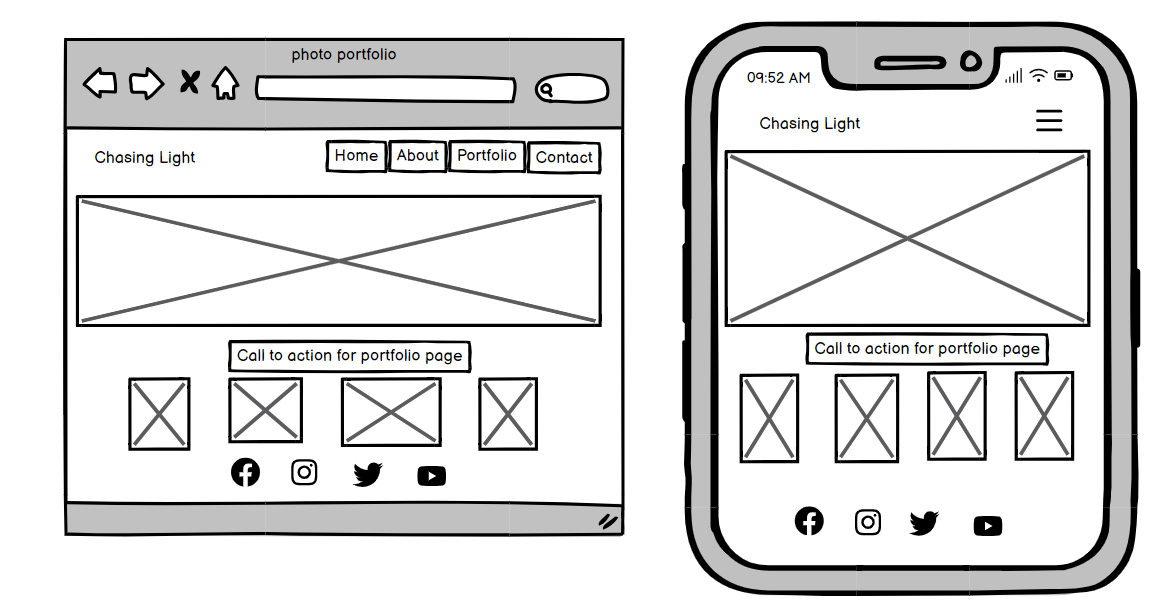 photo portfolio
Chasing Light
Home
About
Portfolio
Contact
Call to action for portfolio page
09:52 AM
Chasing Light
Call to action for portfolio page